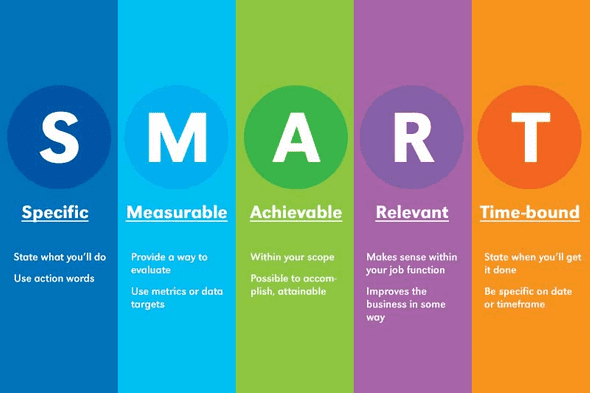 S
M
A
R
T
Specific
State what you'll do
Use action words
Measurable
Provide a way to
evaluate
Use metrics or data
targets
Achievable
Within your scope
Possible to accom-
plish, attainable
Relevant
Makes sense within
your job function
Improves the
business in some
way
Time-bound
State when you'll get
it done
Be specific on date
or timeframe